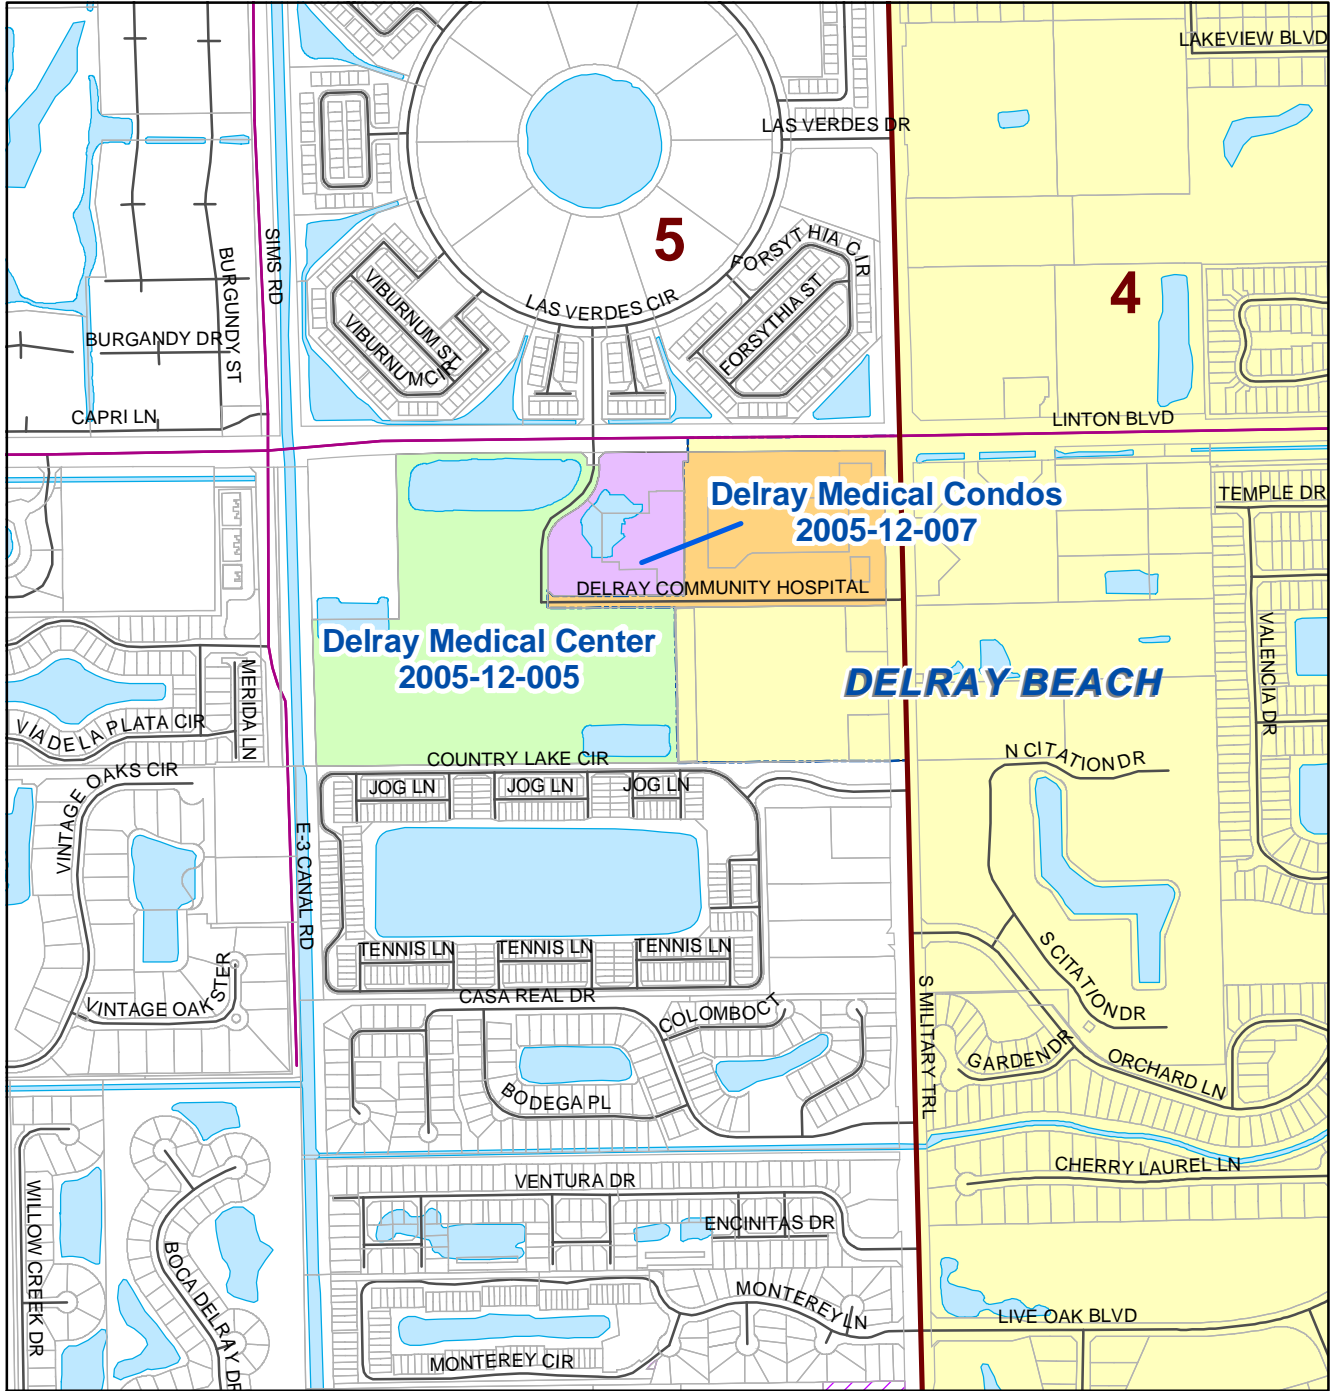 LAKEVIEW BLVD
LAS VERDES DR
5
FORSYTHIA CIR
SIMS RD
BURGUNDY ST
VIBURNUM ST
FORSYTHIA ST
4
LAS VERDES CIR
BURGANDY DR
VIBURNUM CIR
CAPRI LN
LINTON BLVD
Delray Medical Condos
2005-12-007
TEMPLE DR
DELRAY COMMUNITY HOSPITAL
Delray Medical Center
2005-12-005
DELRAY BEACH
VALENCIA DR
MERIDA LN
VIA DE LA PLATA CIR
COUNTRY LAKE CIR
N CITATION DR
VINTAGE OAKS CIR
JOG LN
JOG LN
JOG LN
E-3 CANAL RD
TENNIS LN
TENNIS LN
TENNIS LN
S CITATION DR
VINTAGE OAKS TER
CASA REAL DR
COLOMBO CT
S MILITARY TRL
GARDEN DR
ORCHARD LN
BODEGA PL
CHERRY LAUREL LN
VENTURA DR
WILLOW CREEK DR
ENCINITAS DR
BOCA DELRAY DR
MONTEREY LN
LIVE OAK BLVD
MONTEREY CIR